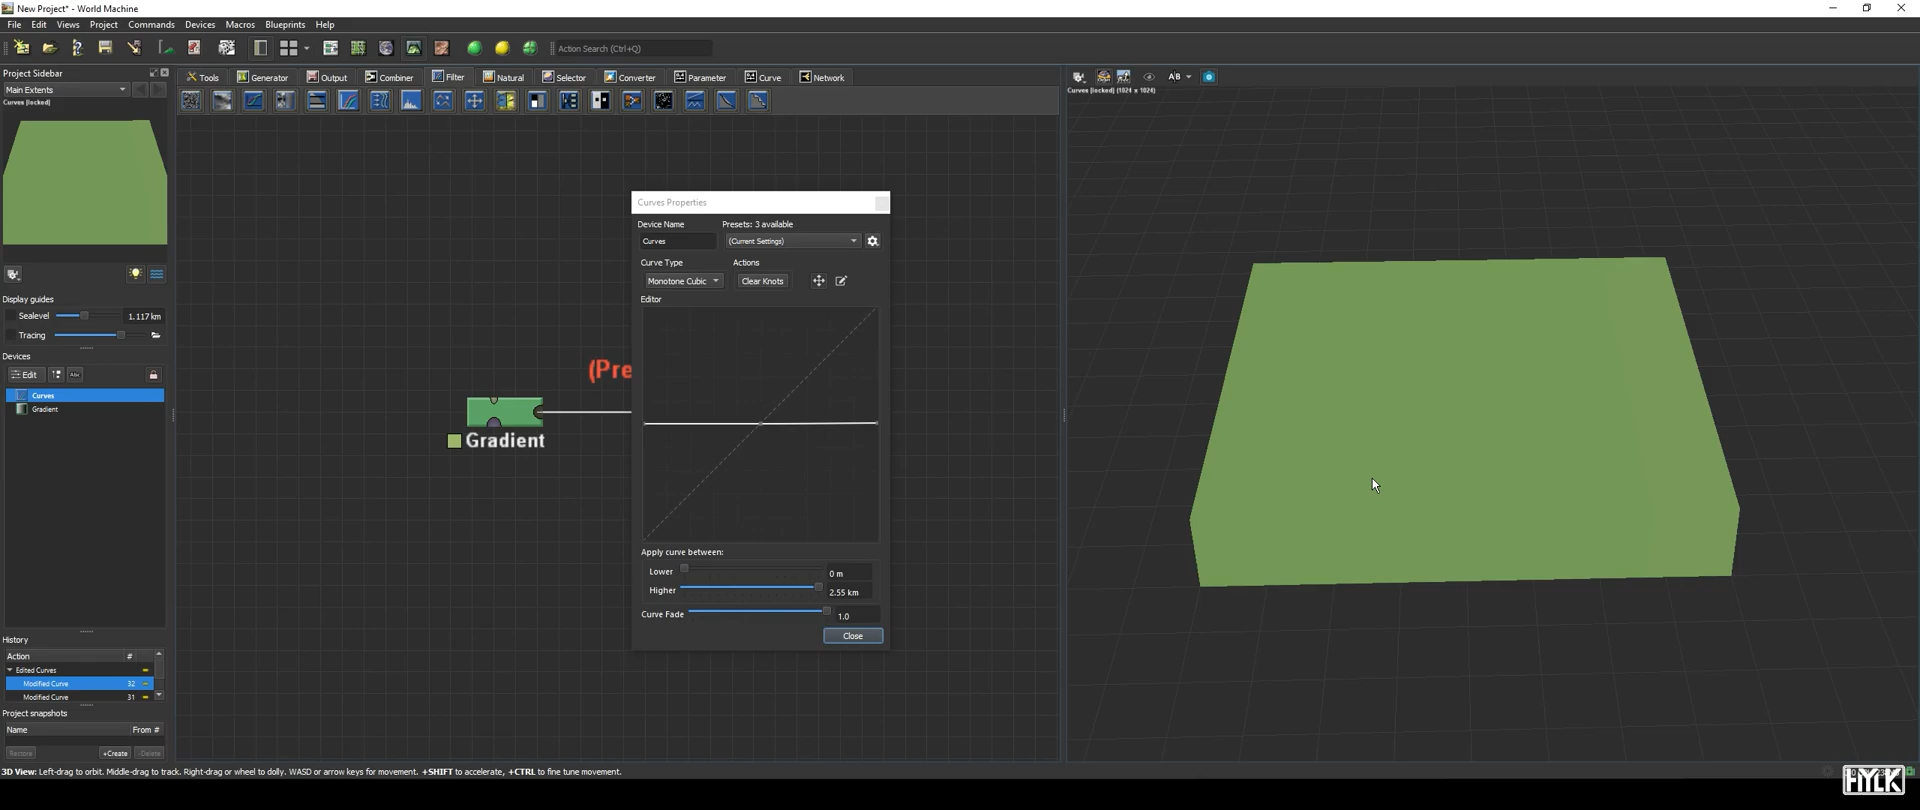 New Project* - World Machine
File Edit Views Project Commands Devices Macros Blueprints Help
Action Search (Ctrl+Q)
Project Sidebar
Main Extents
Curves [locked]
Tools Generator Output Combiner Filter Natural Selector Converter Parameter Curve Network
A|B
Curves [locked] (1024 x 1024)
Display guides
Sealevel 1.117 km
Tracing
Devices
Edit Abc
Curves
Gradient
History
Action #
Edited Curves
Modified Curve 32
Modified Curve 31
Project snapshots
Name From #
Restore +Create -Delete
(Pre
Gradient
Curves Properties
Device Name Presets: 3 available
Curves (Current Settings)
Curve Type Actions
Monotone Cubic Clear Knots
Editor
Apply curve between:
Lower 0 m
Higher 2.55 km
Curve Fade 1.0
Close
3D View: Left-drag to orbit. Middle-drag to track. Right-drag or wheel to dolly. WASD or arrow keys for movement. +SHIFT to accelerate, +CTRL to fine tune movement.
HYLK